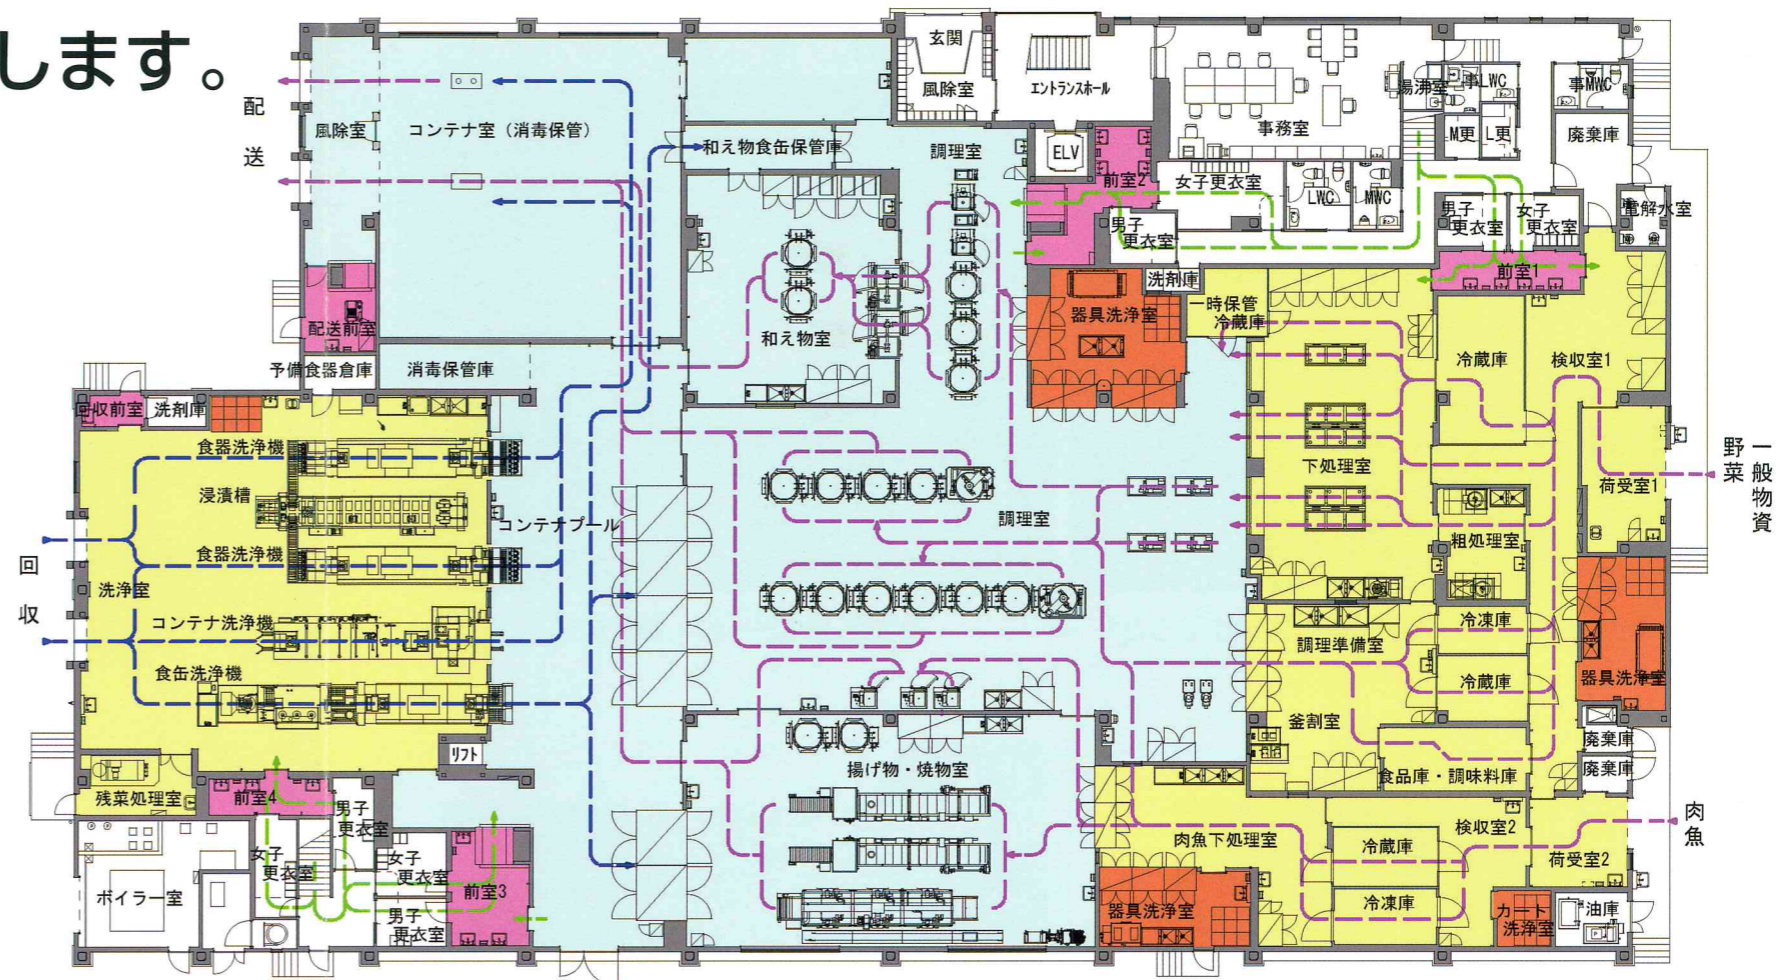 します。
配送
風除室
コンテナ室（消毒保管）
玄関
風除室
エントランスホール
ELV
事務室
湯沸室
事LWC
事MWC
M更
L更
廃棄庫
和え物食缶保管庫
調理室
前室2
女子更衣室
LWC
MWC
男子
更衣室
男子
更衣室
女子
更衣室
電解水室
洗剤庫
前室1
配送前室
和え物室
器具洗浄室
一時保管
冷蔵庫
冷蔵庫
検収室1
予備食器倉庫
消毒保管庫
回収前室
洗剤庫
食器洗浄機
浸漬槽
コンテナプール
食器洗浄機
回収
洗浄室
コンテナ洗浄機
食缶洗浄機
リフト
調理室
下処理室
荷受室1
一般物資
野菜
粗処理室
調理準備室
冷凍庫
冷蔵庫
器具洗浄室
釜割室
食品庫・調味料庫
廃棄庫
廃棄庫
揚げ物・焼物室
残菜処理室
前室4
男子
更衣室
女子
更衣室
女子
更衣室
男子
更衣室
前室3
ボイラー室
肉魚下処理室
検収室2
冷蔵庫
冷凍庫
荷受室2
肉魚
器具洗浄室
カート
洗浄室
油庫